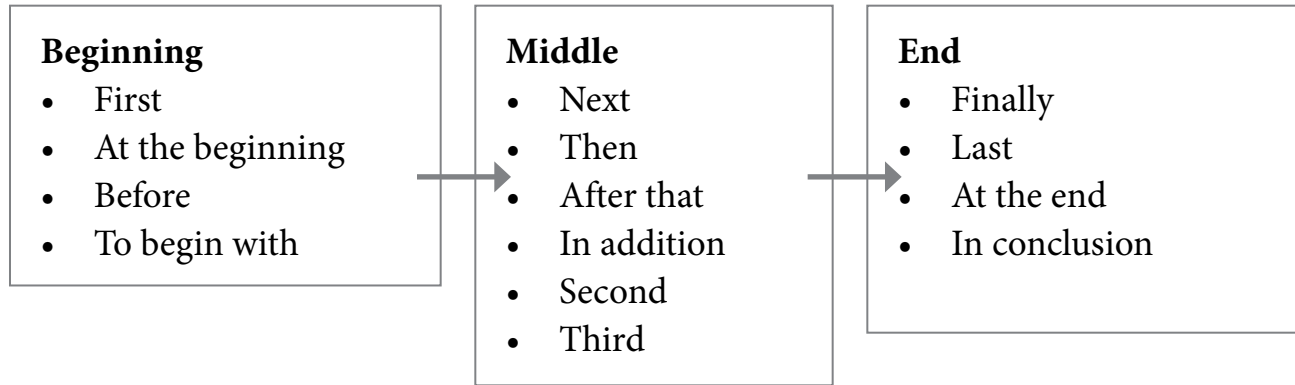 Beginning
• First
• At the beginning
• Before
• To begin with
Middle
• Next
• Then
• After that
• In addition
• Second
• Third
End
• Finally
• Last
• At the end
• In conclusion